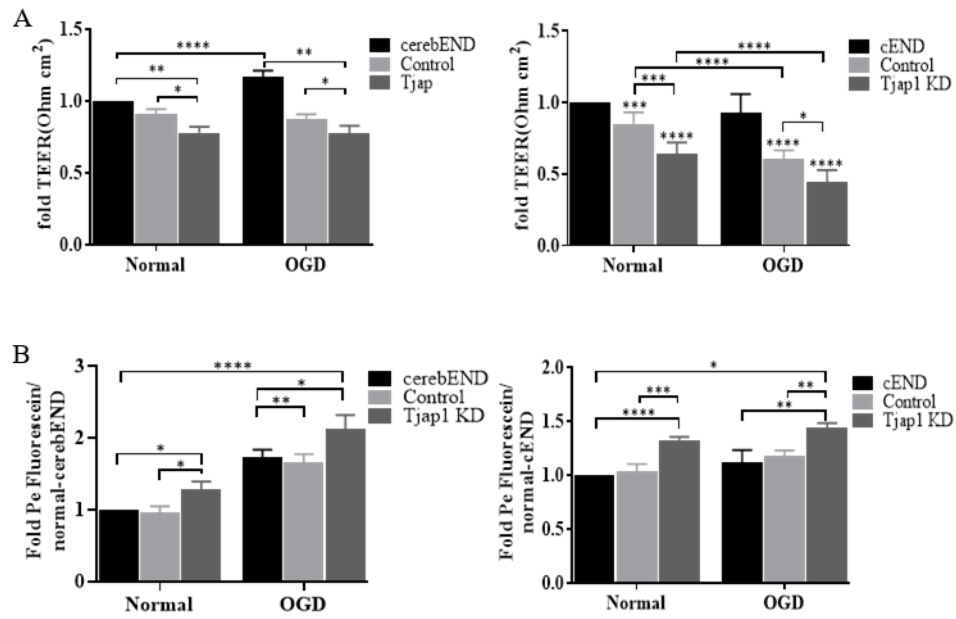 A
fold TEER(Ohm cm2)
1.5
1.0
0.5
0.0
****
**
*
**
*
Normal
OGD
cerebEND
Control
Tjap
fold TEER(Ohm cm2)
1.5
1.0
0.5
0.0
****
****
***
***
****
*
****
****
Normal
OGD
cEND
Control
Tjap1 KD
B
Fold Pe Fluorescein/
normal-cerebEND
3
2
1
0
****
*
**
*
*
Normal
OGD
cerebEND
Control
Tjap1 KD
Fold Pe Fluorescein/
normal-cEND
2.0
1.5
1.0
0.5
0.0
*
***
****
**
**
Normal
OGD
cEND
Control
Tjap1 KD